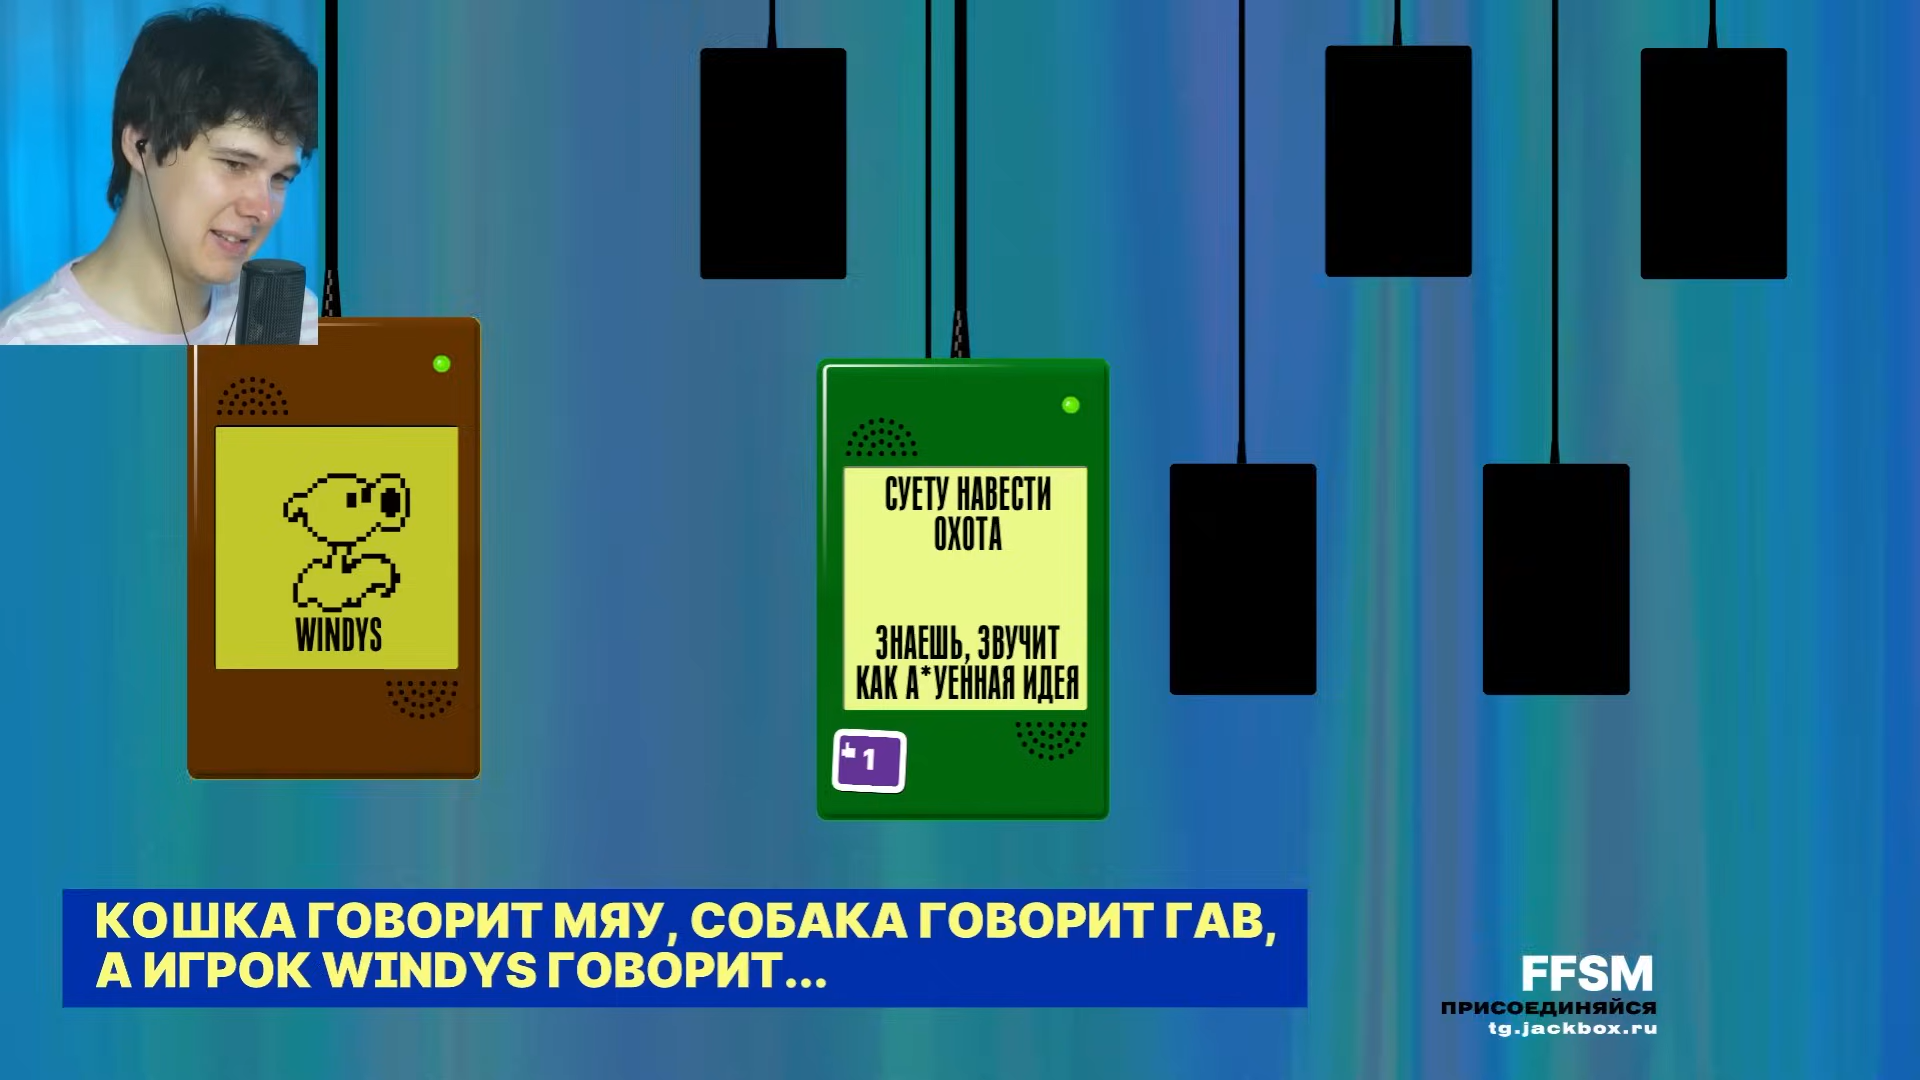 WINDYS
СУЕТУ НАВЕСТИ
ОХОТА
ЗНАЕШЬ, ЗВУЧИТ
КАК А*УЕННАЯ ИДЕЯ
1
КОШКА ГОВОРИТ МЯУ, СОБАКА ГОВОРИТ ГАВ,
А ИГРОК WINDYS ГОВОРИТ...
FFSM
ПРИСОЕДИНЯЙСЯ
tg.jackbox.ru